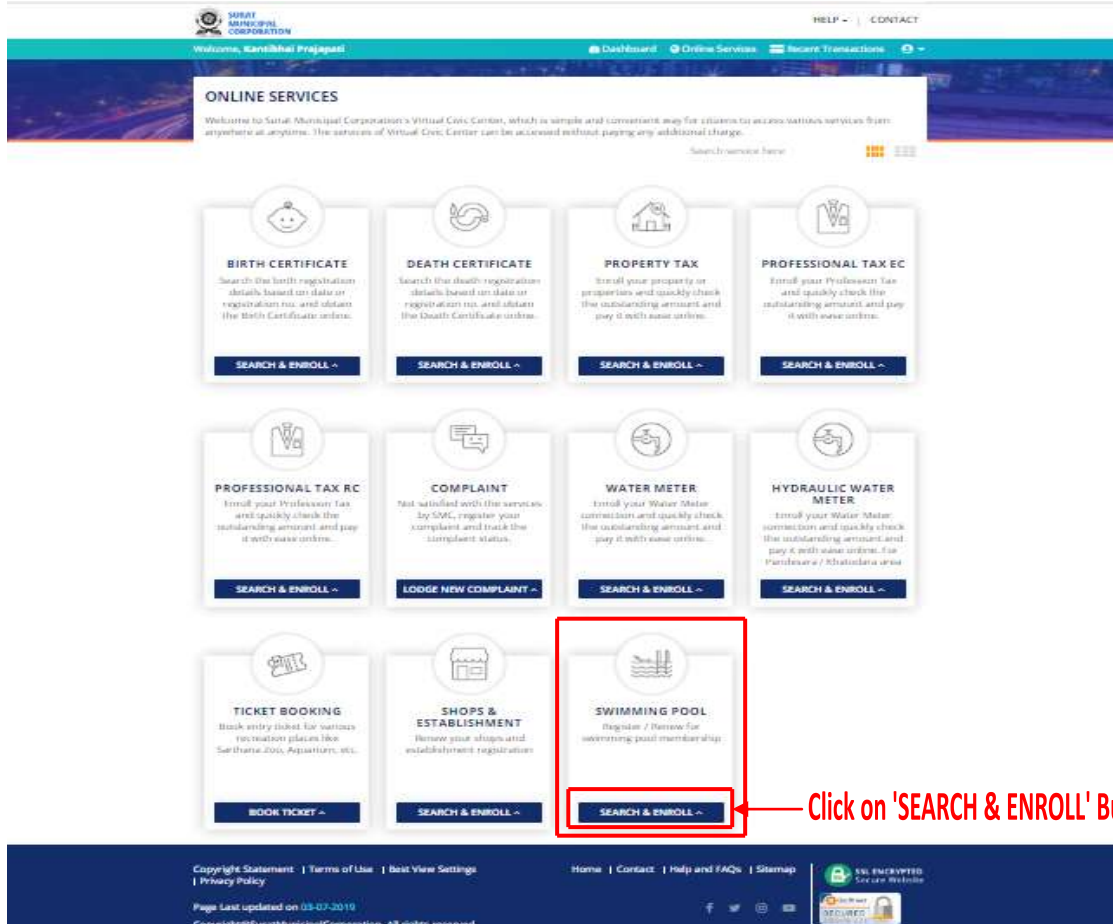 SURAT
MUNICIPAL
CORPORATION
HELP | CONTACT
Welcome, Kantibhai Prajapati
Dashboard Online Services Recent Transactions
ONLINE SERVICES
Welcome to Surat Municipal Corporation's Virtual Civic Center, which is simple and convenient way for citizens to access various services from
anywhere at anytime. The services of Virtual Civic Center can be accessed without paying any additional charge.
Search service here
BIRTH CERTIFICATE
Search the birth registration
details based on date or
registration no. and obtain
the Birth Certificate online.
SEARCH & ENROLL
DEATH CERTIFICATE
Search the death registration
details based on date or
registration no. and obtain
the Death Certificate online.
SEARCH & ENROLL
PROPERTY TAX
Enroll your property or
properties and quickly check
the outstanding amount and
pay it with ease online.
SEARCH & ENROLL
PROFESSIONAL TAX EC
Enroll your Profession Tax
and quickly check the
outstanding amount and pay
it with ease online.
SEARCH & ENROLL
PROFESSIONAL TAX RC
Enroll your Profession Tax
and quickly check the
outstanding amount and pay
it with ease online.
SEARCH & ENROLL
COMPLAINT
Not satisfied with the services
by SMC, register your
complaint and track the
complaint status.
LODGE NEW COMPLAINT
WATER METER
Enroll your Water Meter
connection and quickly check
the outstanding amount and
pay it with ease online.
SEARCH & ENROLL
HYDRAULIC WATER
METER
Enroll your Water Meter
connection and quickly check
the outstanding amount and
pay it with ease online. For
Pandesara / Khatodara area
SEARCH & ENROLL
TICKET BOOKING
Book entry ticket for various
recreation places like
Sarthana Zoo, Aquarium, etc.
BOOK TICKET
SHOPS &
ESTABLISHMENT
Renew your shops and
establishment registration
SEARCH & ENROLL
SWIMMING POOL
Register / Renew for
swimming pool membership
SEARCH & ENROLL
Click on 'SEARCH & ENROLL' Bu
Copyright Statement | Terms of Use | Best View Settings
| Privacy Policy
Home | Contact | Help and FAQs | Sitemap
SSL ENCRYPTED
Secure Website
Page Last updated on 03-07-2019
SECURED
Copyright©SuratMunicipalCorporation. All rights reserved